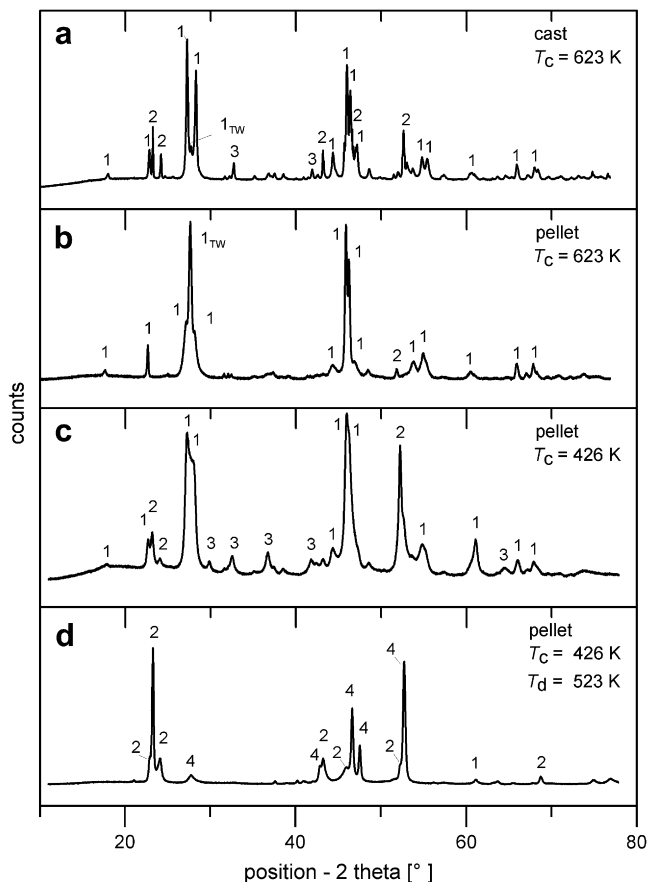 a
cast
Tc = 623 K
1 1 2 1 2 1 1 1TW 3 3 2 1 1 1 2 1 2 1 1 1 1 1
b
pellet
Tc = 623 K
1 1 1 1TW 1 1 1 1 1 2 1 1 1 1 1
c
pellet
Tc = 426 K
1 1 2 2 1 1 3 3 3 3 1 1 1 2 1 1 3 1 1
d
pellet
Tc = 426 K
Td = 523 K
2 2 2 4 4 2 2 4 4 2 4 1 2
counts
20 40 60 80
position - 2 theta [° ]